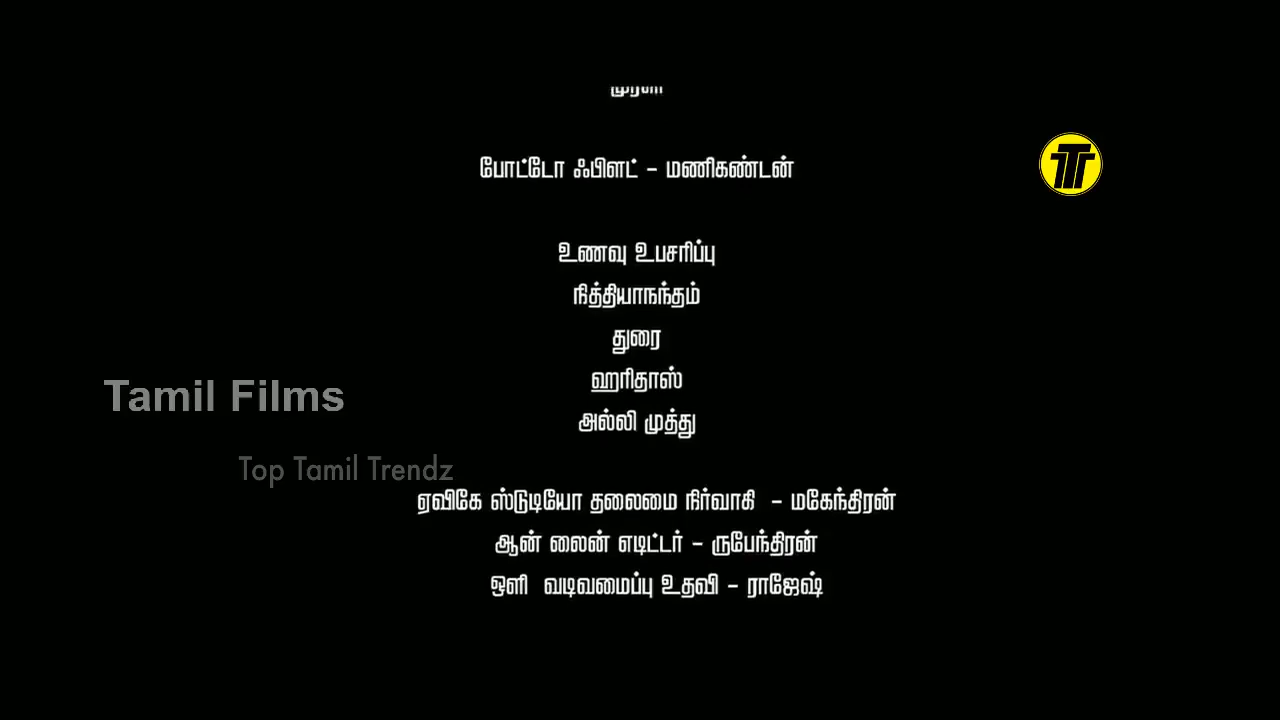 போட்டோ ஃபிளட் - மணிகண்டன்
உணவு உபசரிப்பு
நித்தியாநந்தம்
துரை
ஹரிதாஸ்
அல்லி முத்து
Tamil Films
Top Tamil Trendz
ஏவிகே ஸ்டுடியோ தலைமை நிர்வாகி - மகேந்திரன்
ஆன் லைன் எடிட்டர் - ருபேந்திரன்
ஒளி வடிவமைப்பு உதவி - ராஜேஷ்